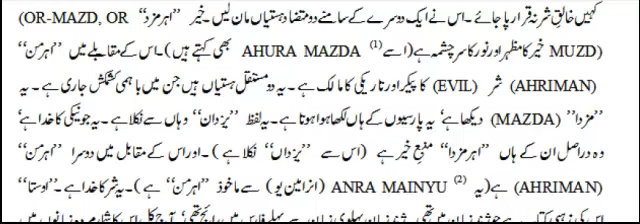 کہیں خالقِ شر نہ قرار پا جائے۔ اس نے ایک دوسرے کے سامنے دو متضاد ہستیاں مان لیں۔ خیر ”اہر مزد“ (OR-MAZD, OR
MUZD) خیر کا مظہر اور نور کا سرچشمہ ہے (اسے (1) AHURA MAZDA بھی کہتے ہیں)۔ اس کے مقابلے میں ”اہرمن“
(AHRIMAN) شر (EVIL) کا پیکر اور تاریکی کا مالک ہے۔ یہ دو مستقل ہستیاں ہیں جن میں باہمی کشمکش جاری ہے۔ یہ
”مزدا“ (MAZDA) دیکھا ہے‘ یہ پارسیوں کے ہاں لکھا ہوا ہوتا ہے۔ یہ لفظ ”یزدان“ وہاں سے نکلا ہے۔ یہ جو نیکی کا خدا ہے‘
وہ دراصل ان کے ہاں ”اہر مزدا“ منبعِ خیر ہے (اس سے ”یزداں“ نکلا ہے)۔ اور اس کے مقابل میں دوسرا ”اہرمن“
(AHRIMAN) ہے (یہ (2) ANRA MAINYU (انزامین یو) سے ماخوذ ”اہرمن“ ہے)۔ یہ شر کا خدا ہے۔ ”اوستا“